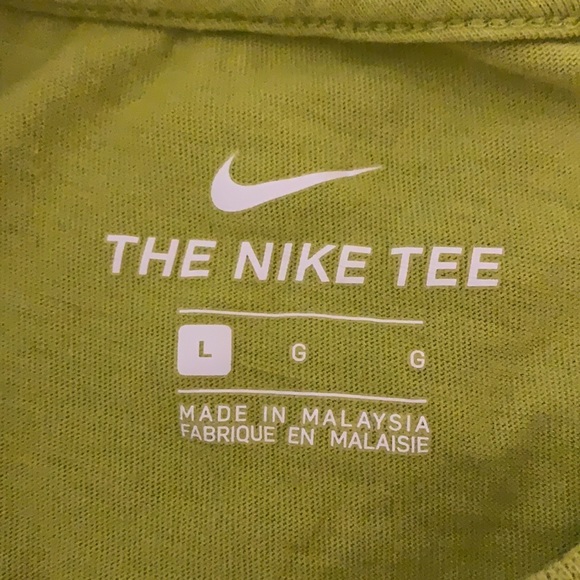 THE NIKE TEE
L G G
MADE IN MALAYSIA
FABRIQUE EN MALAISIE